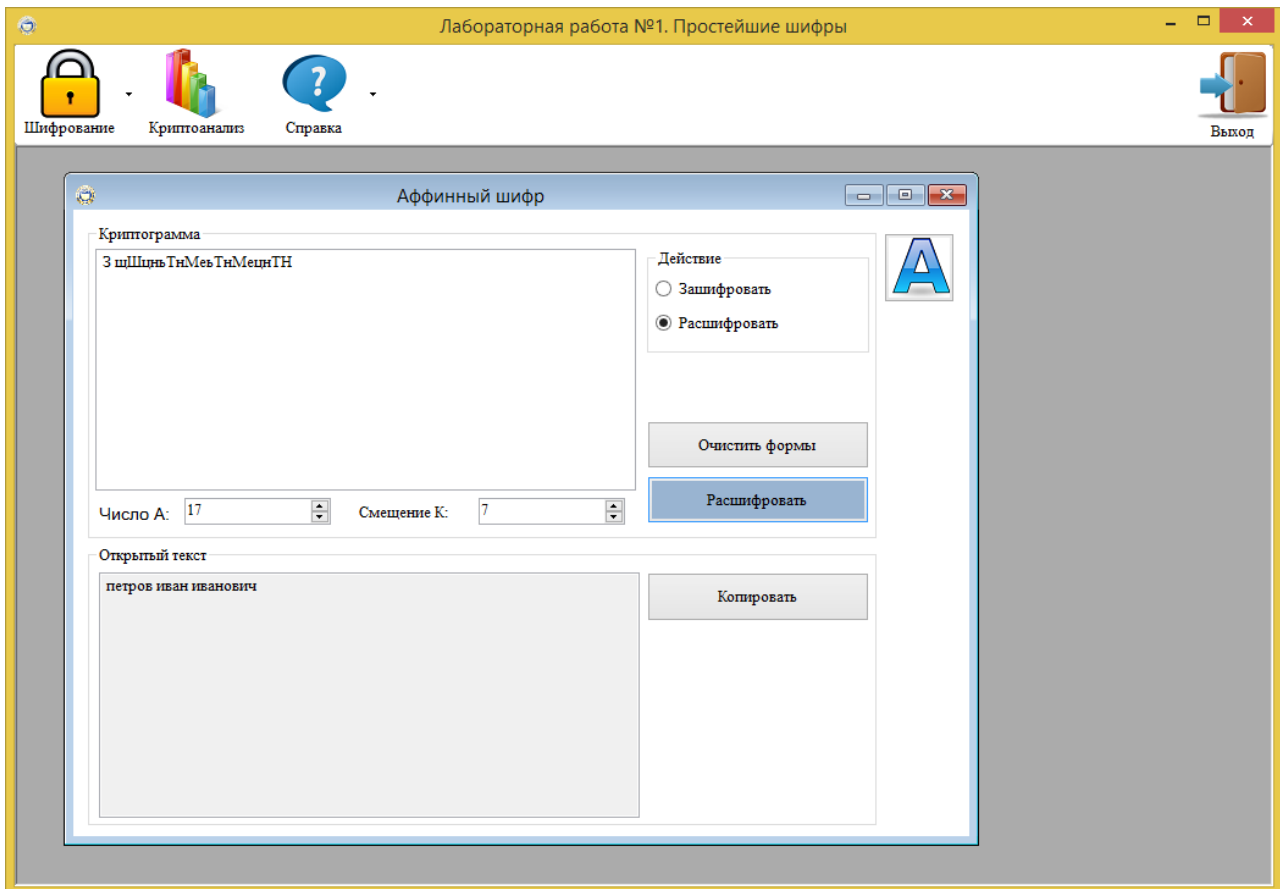 Лабораторная работа №1. Простейшие шифры
Шифрование Криптоанализ Справка Выход
Аффинный шифр
Криптограмма
З щШцньТнМеьТнМецнТН
Действие
Зашифровать
Расшифровать
Очистить формы
Расшифровать
Число А: 17 Смещение К: 7
Открытый текст
петров иван иванович
Копировать